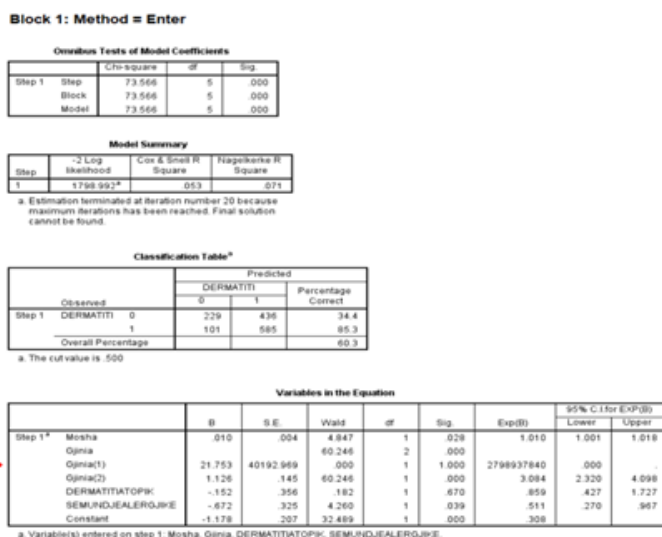 Block 1: Method = Enter
Omnibus Tests of Model Coefficients
Chi-square df Sig.
Step 1 Step 73.566 5 .000
Block 73.566 5 .000
Model 73.566 5 .000
Model Summary
Step -2 Log likelihood Cox & Snell R Square Nagelkerke R Square
1 1798.992a .053 .071
a. Estimation terminated at iteration number 20 because
maximum iterations has been reached. Final solution
cannot be found.
Classification Tablea
Predicted
DERMATITI Percentage Correct
Observed 0 1
Step 1 DERMATITI 0 229 436 34.4
1 101 585 85.3
Overall Percentage 60.3
a. The cut value is .500
Variables in the Equation
95% C.I.for EXP(B)
B S.E. Wald df Sig. Exp(B) Lower Upper
Step 1a Mosha .010 .004 4.847 1 .028 1.010 1.001 1.018
Gjinia 60.246 2 .000
Gjinia(1) 21.753 40192.969 .000 1 1.000 2798937840 .000 .
Gjinia(2) 1.126 .145 60.246 1 .000 3.084 2.320 4.098
DERMATITIATOPIK -.152 .356 .182 1 .670 .859 .427 1.727
SEMUNDJEALERGJIKE -.672 .325 4.260 1 .039 .511 .270 .967
Constant -1.178 .207 32.489 1 .000 .308
a. Variable(s) entered on step 1: Mosha, Gjinia, DERMATITIATOPIK, SEMUNDJEALERGJIKE.